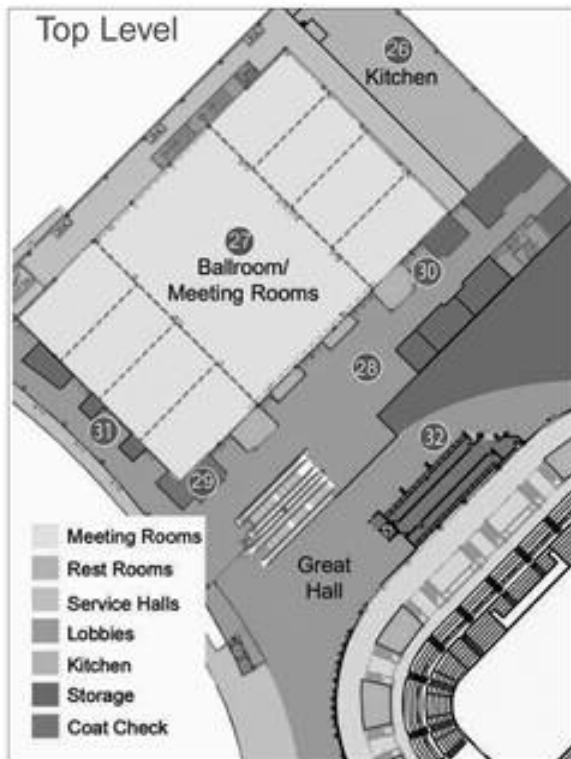 Top Level
26
Kitchen
27
Ballroom/
Meeting Rooms
30
28
31
32
29
Great
Hall
Meeting Rooms
Rest Rooms
Service Halls
Lobbies
Kitchen
Storage
Coat Check